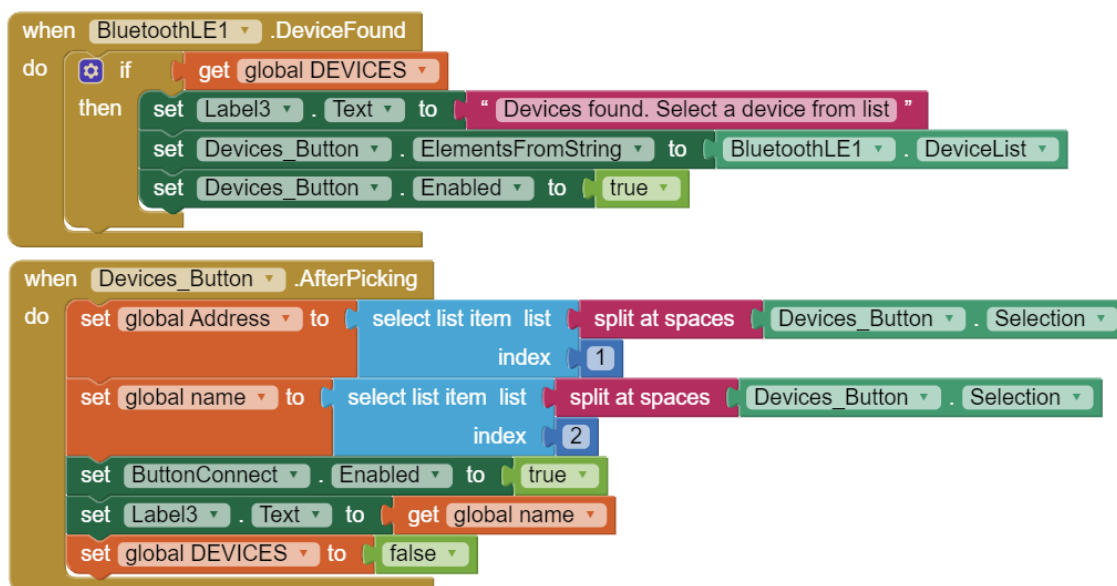 when BluetoothLE1 .DeviceFound
do if get global DEVICES
then set Label3 . Text to “ Devices found. Select a device from list ”
set Devices_Button . ElementsFromString to BluetoothLE1 . DeviceList
set Devices_Button . Enabled to true
when Devices_Button .AfterPicking
do set global Address to select list item list split at spaces Devices_Button . Selection
index 1
set global name to select list item list split at spaces Devices_Button . Selection
index 2
set ButtonConnect . Enabled to true
set Label3 . Text to get global name
set global DEVICES to false